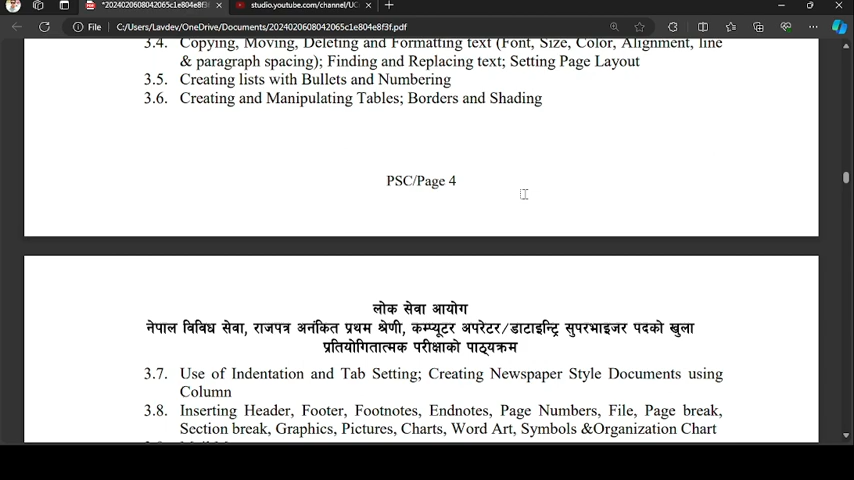 *2024020608042065c1e804e8f3f
studio.youtube.com/channel/UC
File
C:/Users/Lavdev/OneDrive/Documents/2024020608042065c1e804e8f3f.pdf
3.4. Copying, Moving, Deleting and Formatting text (Font, Size, Color, Alignment, line
& paragraph spacing); Finding and Replacing text; Setting Page Layout
3.5. Creating lists with Bullets and Numbering
3.6. Creating and Manipulating Tables; Borders and Shading
PSC/Page 4
लोक सेवा आयोग
नेपाल विविध सेवा, राजपत्र अनंकित प्रथम श्रेणी, कम्प्यूटर अपरेटर/डाटाइन्ट्रि सुपरभाइजर पदको खुला
प्रतियोगितात्मक परीक्षाको पाठ्यक्रम
3.7. Use of Indentation and Tab Setting; Creating Newspaper Style Documents using
Column
3.8. Inserting Header, Footer, Footnotes, Endnotes, Page Numbers, File, Page break,
Section break, Graphics, Pictures, Charts, Word Art, Symbols &Organization Chart